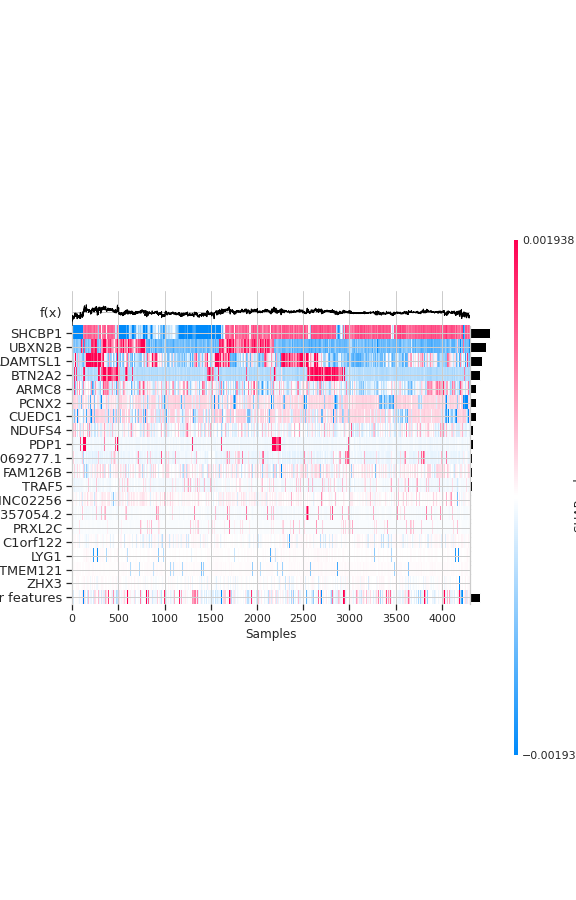 0.001938
f(x)
SHCBP1
UBXN2B
DAMTSL1
BTN2A2
ARMC8
PCNX2
CUEDC1
NDUFS4
PDP1
069277.1
FAM126B
TRAF5
INC02256
357054.2
PRXL2C
C1orf122
LYG1
TMEM121
ZHX3
r features
0 500 1000 1500 2000 2500 3000 3500 4000
Samples
−0.00193